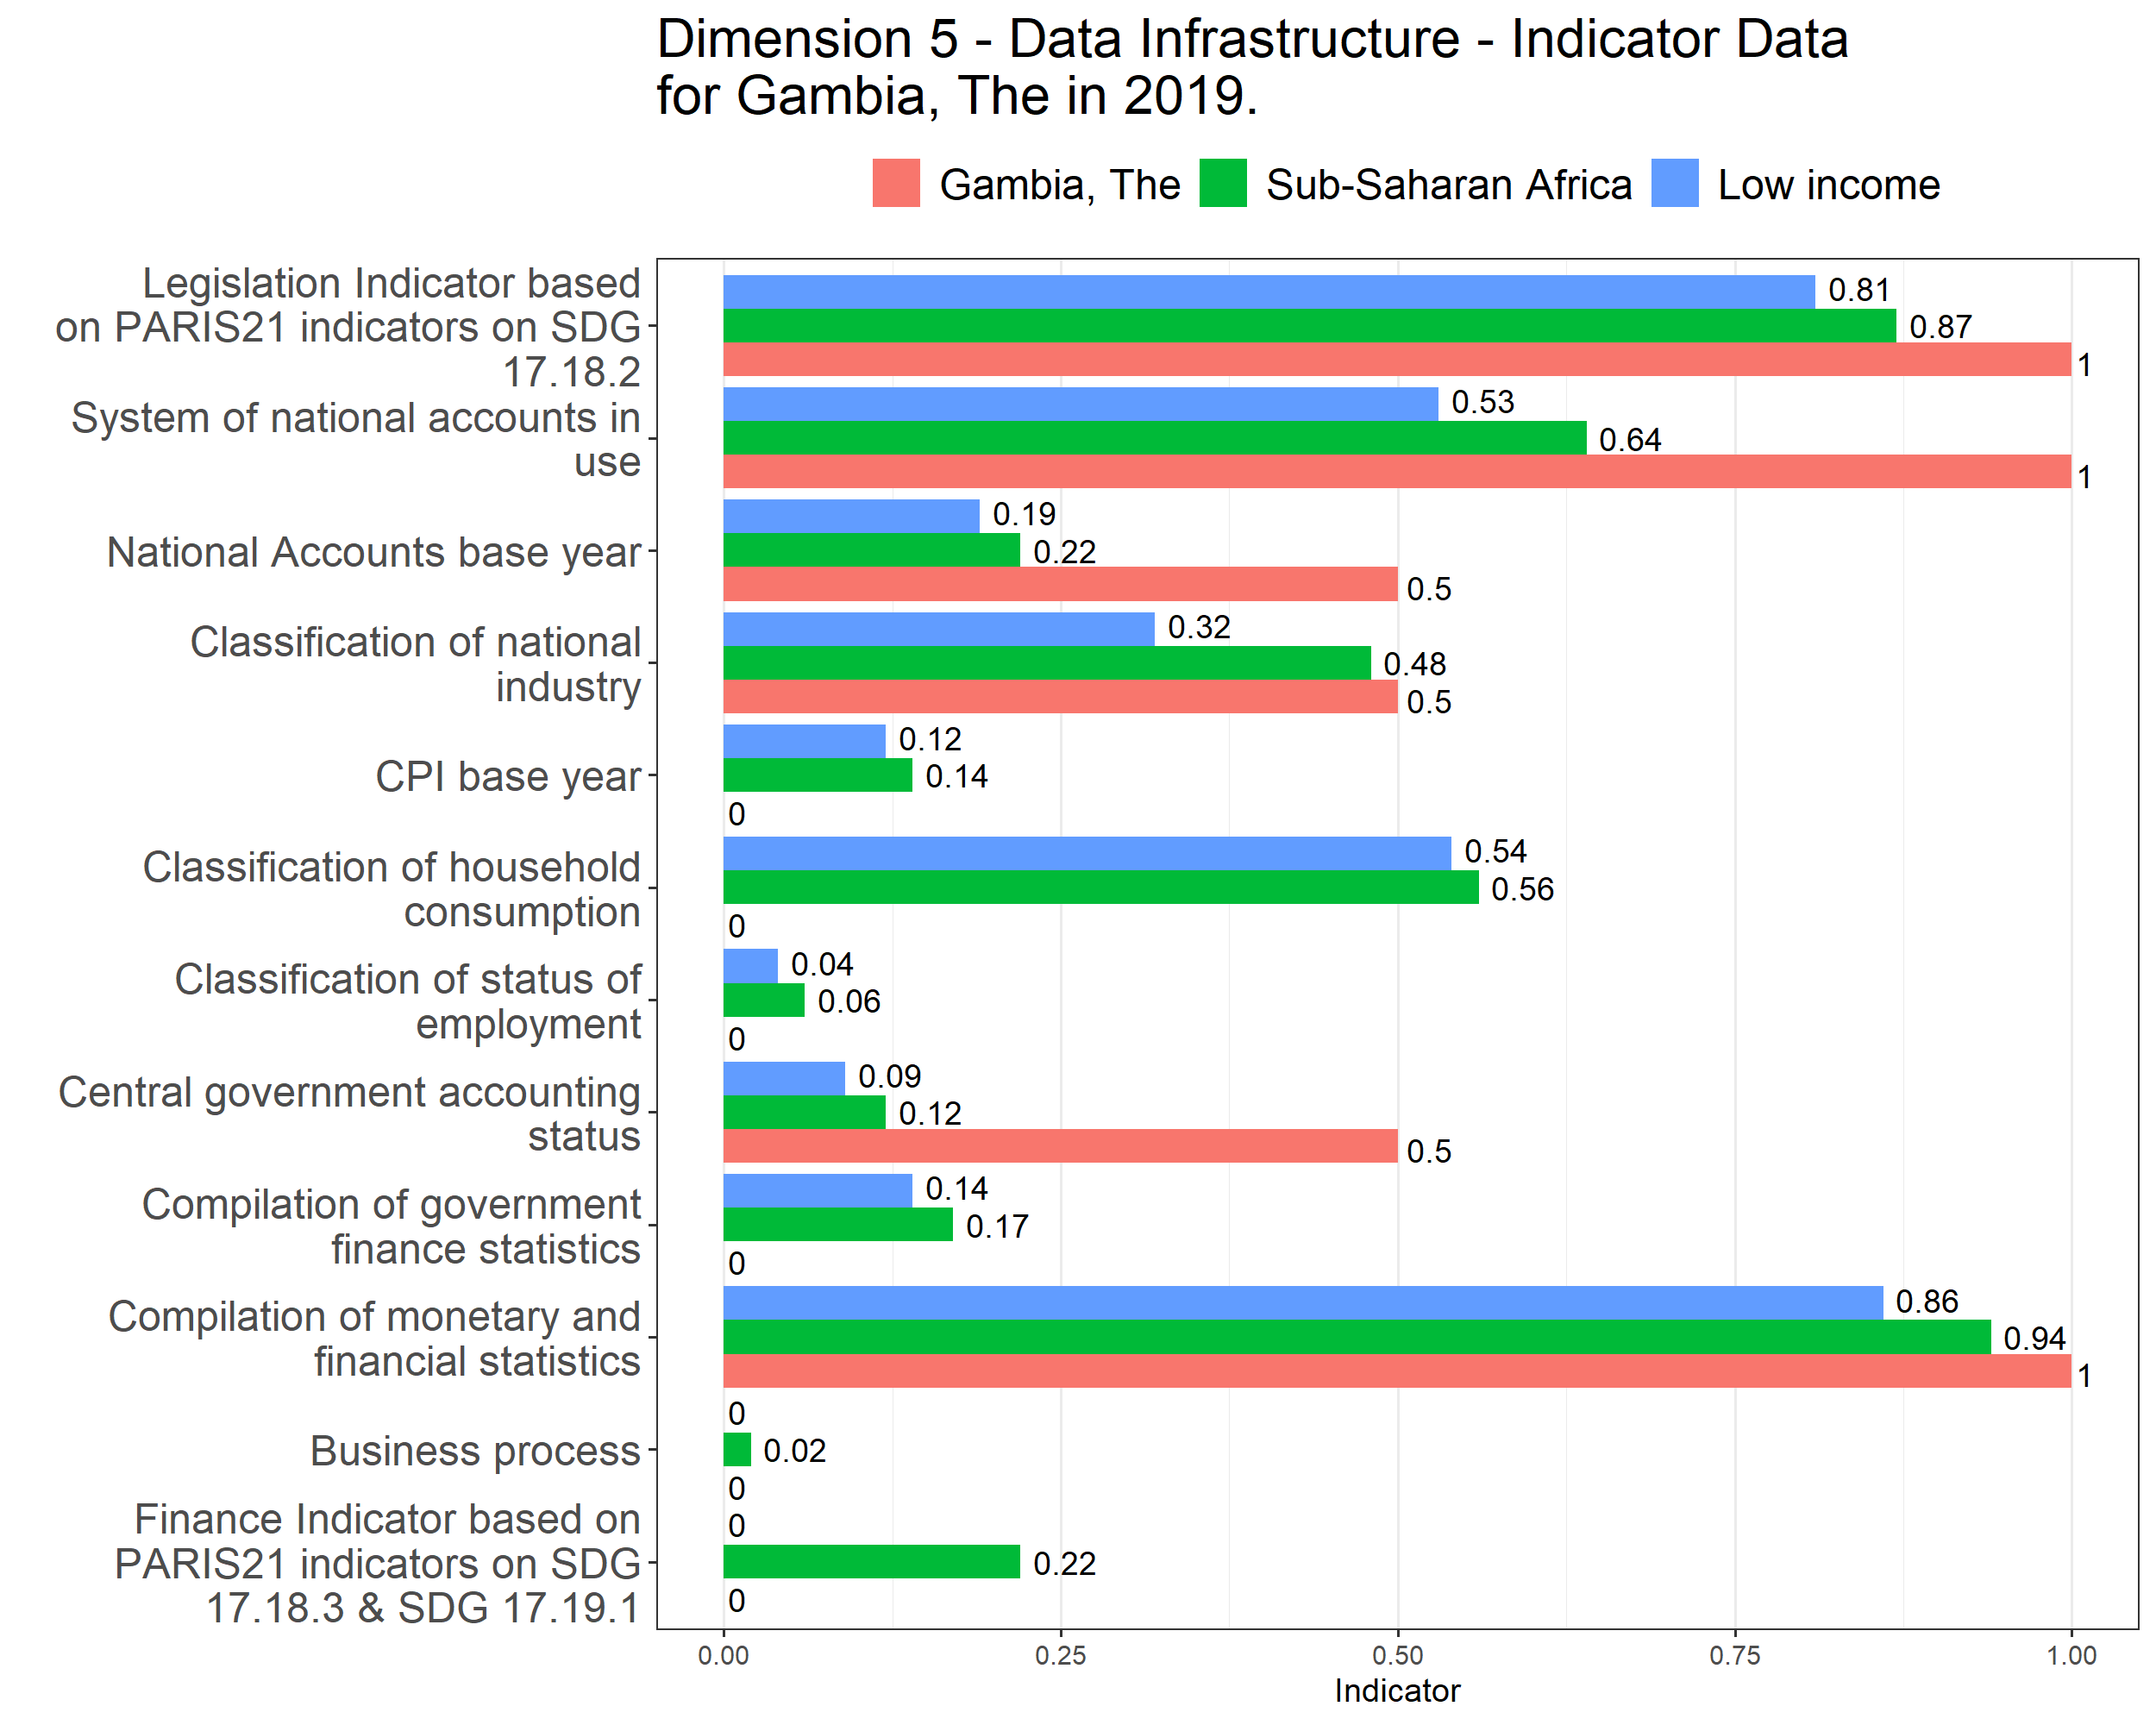 Dimension 5 - Data Infrastructure - Indicator Data
for Gambia, The in 2019.
Gambia, The
Sub-Saharan Africa
Low income
Legislation Indicator based
on PARIS21 indicators on SDG
17.18.2
0.81
0.87
1
System of national accounts in
use
0.53
0.64
1
National Accounts base year
0.19
0.22
0.5
Classification of national
industry
0.32
0.48
0.5
CPI base year
0.12
0.14
0
Classification of household
consumption
0.54
0.56
0
Classification of status of
employment
0.04
0.06
0
Central government accounting
status
0.09
0.12
0.5
Compilation of government
finance statistics
0.14
0.17
0
Compilation of monetary and
financial statistics
0.86
0.94
1
Business process
0
0.02
0
Finance Indicator based on
PARIS21 indicators on SDG
17.18.3 & SDG 17.19.1
0
0.22
0
0.00
0.25
0.50
0.75
1.00
Indicator